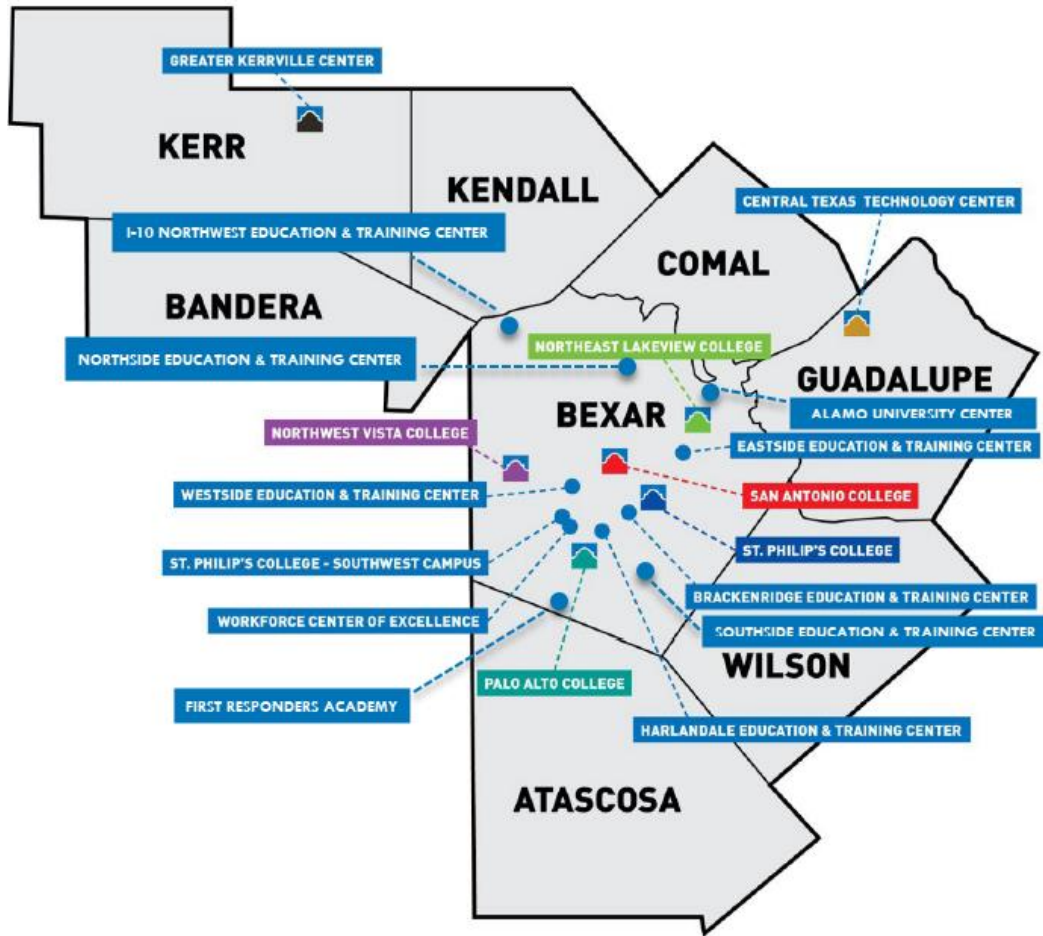 GREATER KERRVILLE CENTER
KERR
KENDALL
CENTRAL TEXAS TECHNOLOGY CENTER
I-10 NORTHWEST EDUCATION & TRAINING CENTER
COMAL
BANDERA
NORTHEAST LAKEVIEW COLLEGE
NORTHSIDE EDUCATION & TRAINING CENTER
GUADALUPE
BEXAR
ALAMO UNIVERSITY CENTER
NORTHWEST VISTA COLLEGE
EASTSIDE EDUCATION & TRAINING CENTER
WESTSIDE EDUCATION & TRAINING CENTER
SAN ANTONIO COLLEGE
ST. PHILIP'S COLLEGE - SOUTHWEST CAMPUS
ST. PHILIP'S COLLEGE
BRACKENRIDGE EDUCATION & TRAINING CENTER
WORKFORCE CENTER OF EXCELLENCE
SOUTHSIDE EDUCATION & TRAINING CENTER
WILSON
PALO ALTO COLLEGE
FIRST RESPONDERS ACADEMY
HARLANDALE EDUCATION & TRAINING CENTER
ATASCOSA